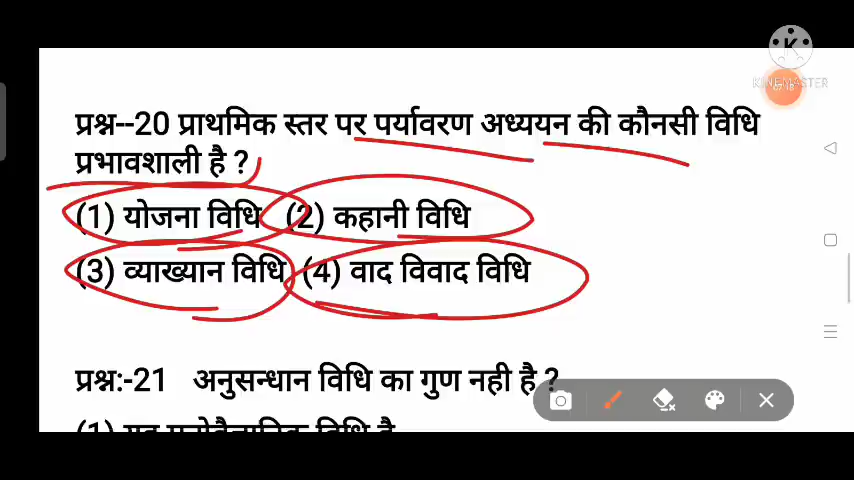 KINEMASTER
प्रश्न--20 प्राथमिक स्तर पर पर्यावरण अध्ययन की कौनसी विधि
प्रभावशाली है ?
(1) योजना विधि (2) कहानी विधि
(3) व्याख्यान विधि (4) वाद विवाद विधि
प्रश्न:-21 अनुसन्धान विधि का गुण नही है ?